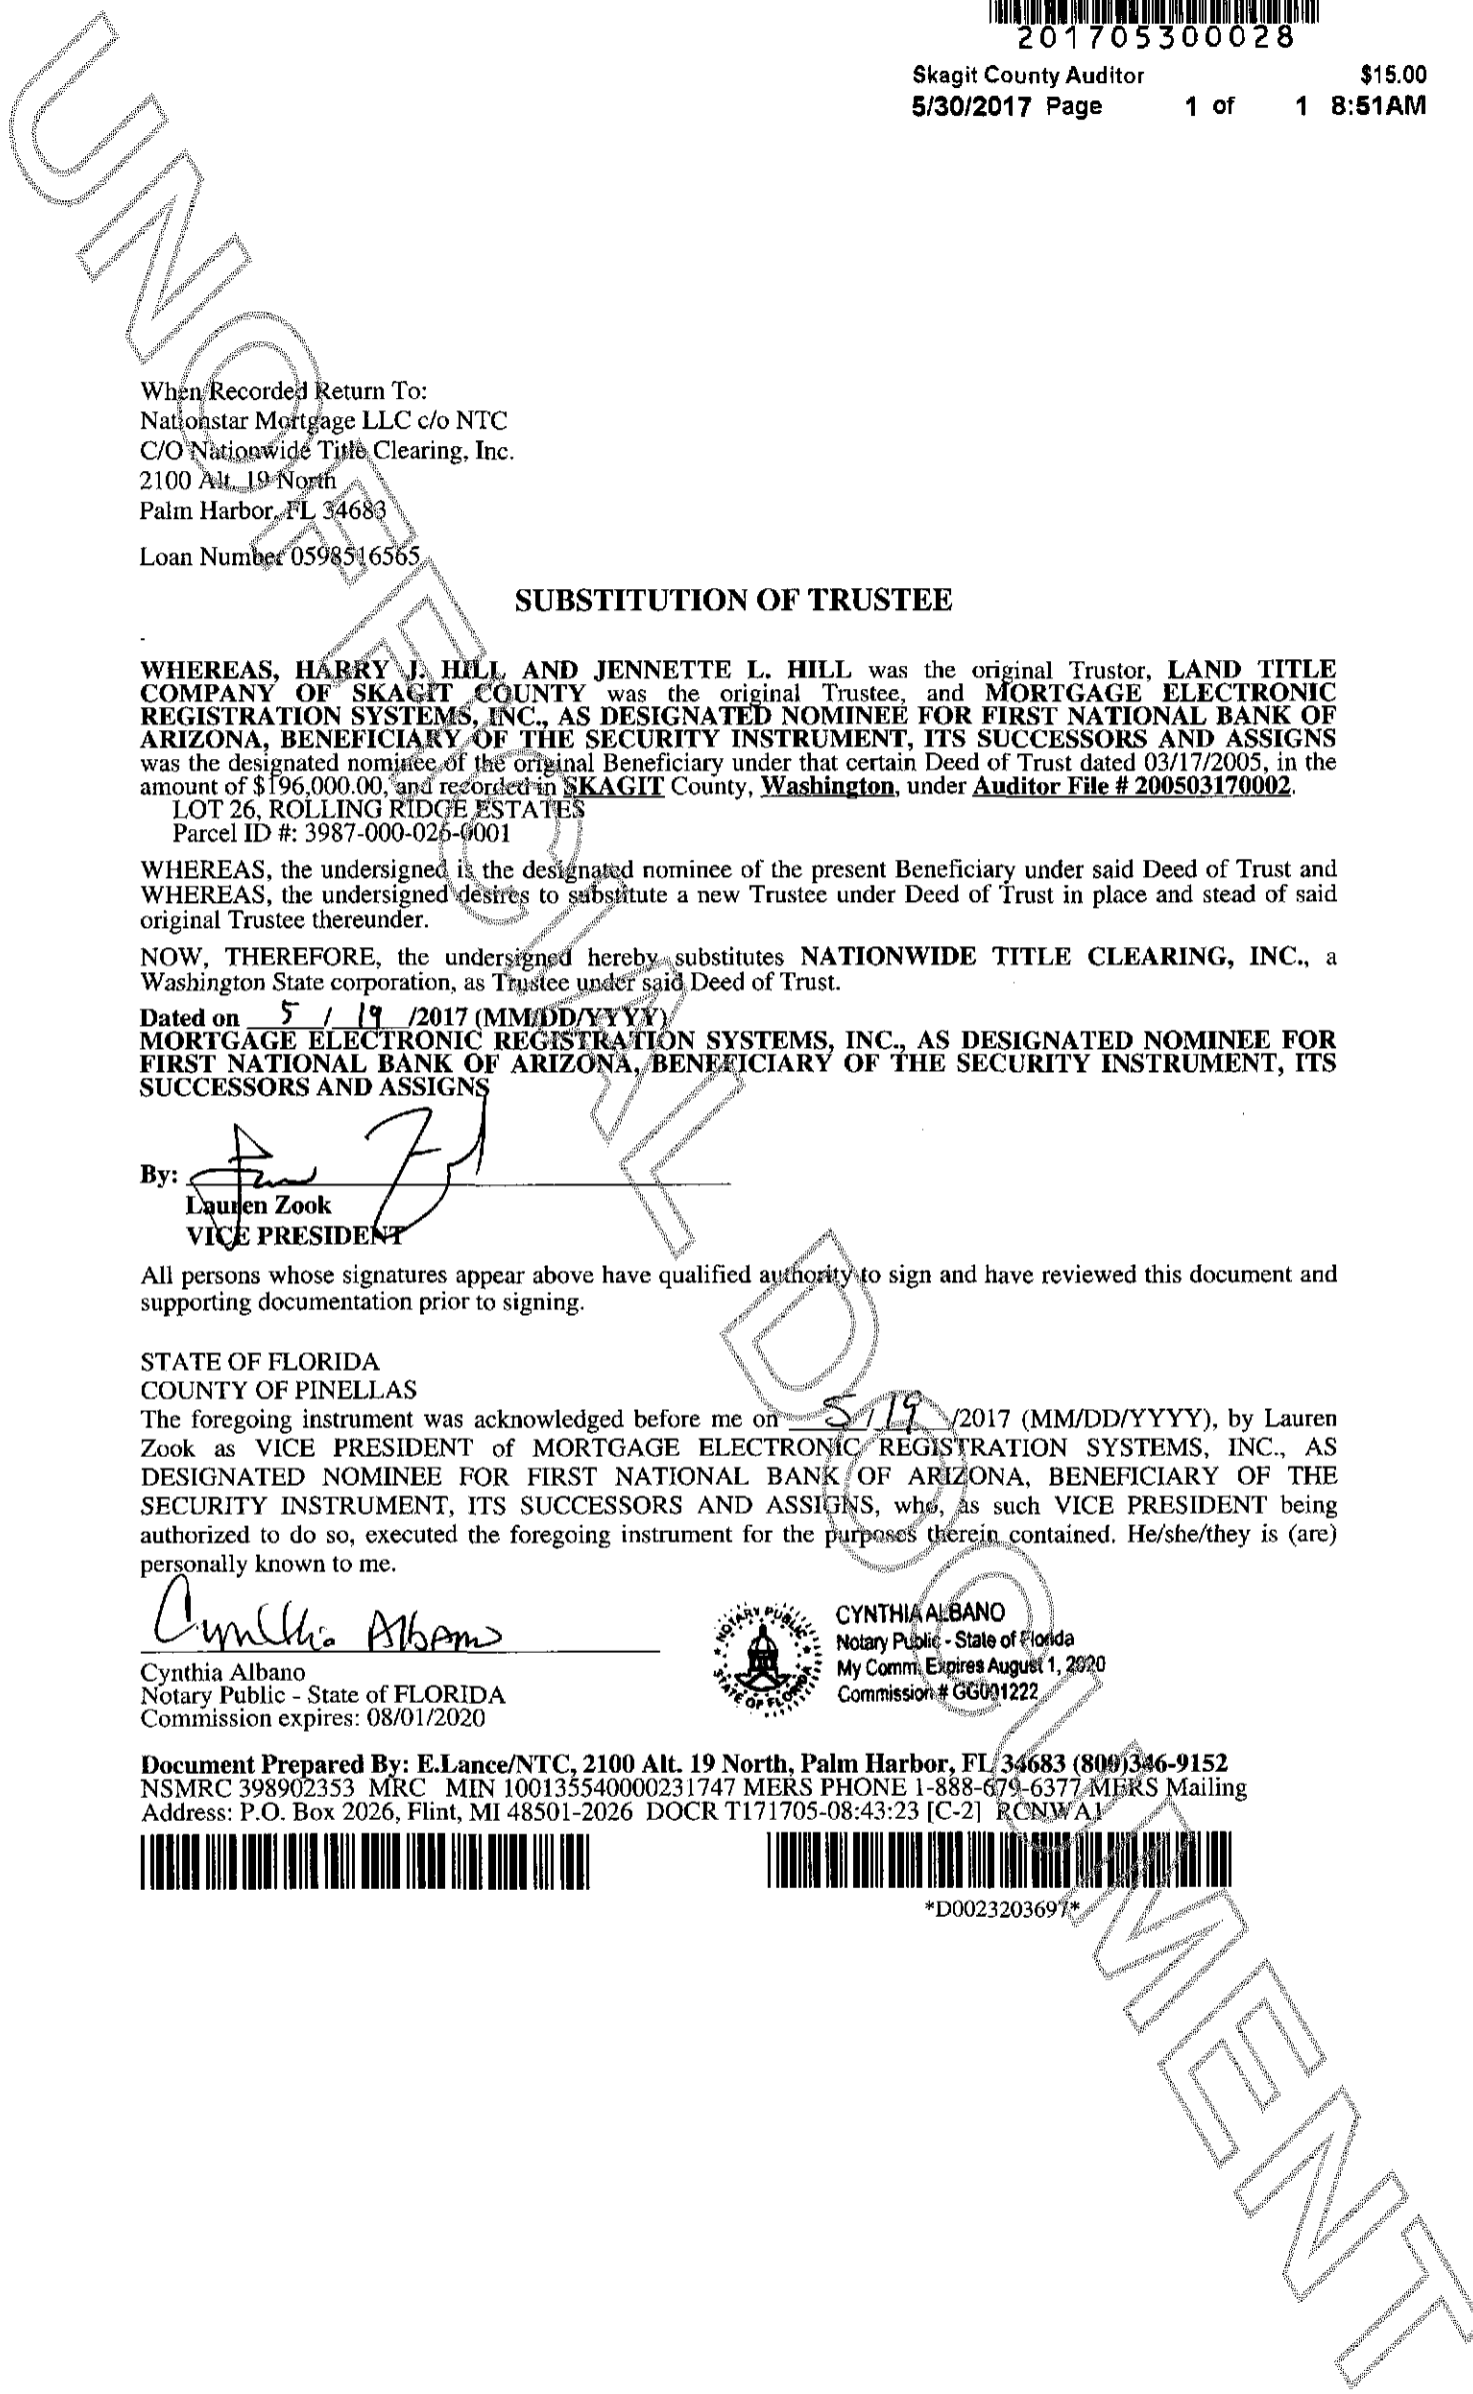 201705300028
Skagit County Auditor $15.00
5/30/2017 Page 1 of 1 8:51AM
When Recorded Return To:
Nationstar Mortgage LLC c/o NTC
C/O Nationwide Title Clearing, Inc.
2100 Alt. 19 North
Palm Harbor, FL 34683
Loan Number 0598516565
SUBSTITUTION OF TRUSTEE
WHEREAS, HARRY J. HILL AND JENNETTE L. HILL was the original Trustor, LAND TITLE
COMPANY OF SKAGIT COUNTY was the original Trustee, and MORTGAGE ELECTRONIC
REGISTRATION SYSTEMS, INC., AS DESIGNATED NOMINEE FOR FIRST NATIONAL BANK OF
ARIZONA, BENEFICIARY OF THE SECURITY INSTRUMENT, ITS SUCCESSORS AND ASSIGNS
was the designated nominee of the original Beneficiary under that certain Deed of Trust dated 03/17/2005, in the
amount of $196,000.00, and recorded in SKAGIT County, Washington, under Auditor File # 200503170002.
LOT 26, ROLLING RIDGE ESTATES
Parcel ID #: 3987-000-026-0001
WHEREAS, the undersigned is the designated nominee of the present Beneficiary under said Deed of Trust and
WHEREAS, the undersigned desires to substitute a new Trustee under Deed of Trust in place and stead of said
original Trustee thereunder.
NOW, THEREFORE, the undersigned hereby substitutes NATIONWIDE TITLE CLEARING, INC., a
Washington State corporation, as Trustee under said Deed of Trust.
Dated on 5 / 19 /2017 (MM/DD/YYYY)
MORTGAGE ELECTRONIC REGISTRATION SYSTEMS, INC., AS DESIGNATED NOMINEE FOR
FIRST NATIONAL BANK OF ARIZONA, BENEFICIARY OF THE SECURITY INSTRUMENT, ITS
SUCCESSORS AND ASSIGNS
By:
Lauren Zook
VICE PRESIDENT
All persons whose signatures appear above have qualified authority to sign and have reviewed this document and
supporting documentation prior to signing.
STATE OF FLORIDA
COUNTY OF PINELLAS
The foregoing instrument was acknowledged before me on 5 / 19 /2017 (MM/DD/YYYY), by Lauren
Zook as VICE PRESIDENT of MORTGAGE ELECTRONIC REGISTRATION SYSTEMS, INC., AS
DESIGNATED NOMINEE FOR FIRST NATIONAL BANK OF ARIZONA, BENEFICIARY OF THE
SECURITY INSTRUMENT, ITS SUCCESSORS AND ASSIGNS, who, as such VICE PRESIDENT being
authorized to do so, executed the foregoing instrument for the purposes therein contained. He/she/they is (are)
personally known to me.
Cynthia Albano
Cynthia Albano
Notary Public - State of FLORIDA
Commission expires: 08/01/2020
NOTARY PUBLIC
STATE OF FLORIDA
CYNTHIA ALBANO
Notary Public - State of Florida
My Comm. Expires August 1, 2020
Commission # GG001222
Document Prepared By: E.Lance/NTC, 2100 Alt. 19 North, Palm Harbor, FL 34683 (800)346-9152
NSMRC 398902353 MRC MIN 100135540000231747 MERS PHONE 1-888-679-6377 MERS Mailing
Address: P.O. Box 2026, Flint, MI 48501-2026 DOCR T171705-08:43:23 [C-2] RCNWA1
*D0023203697*
UNOFFICIAL DOCUMENT